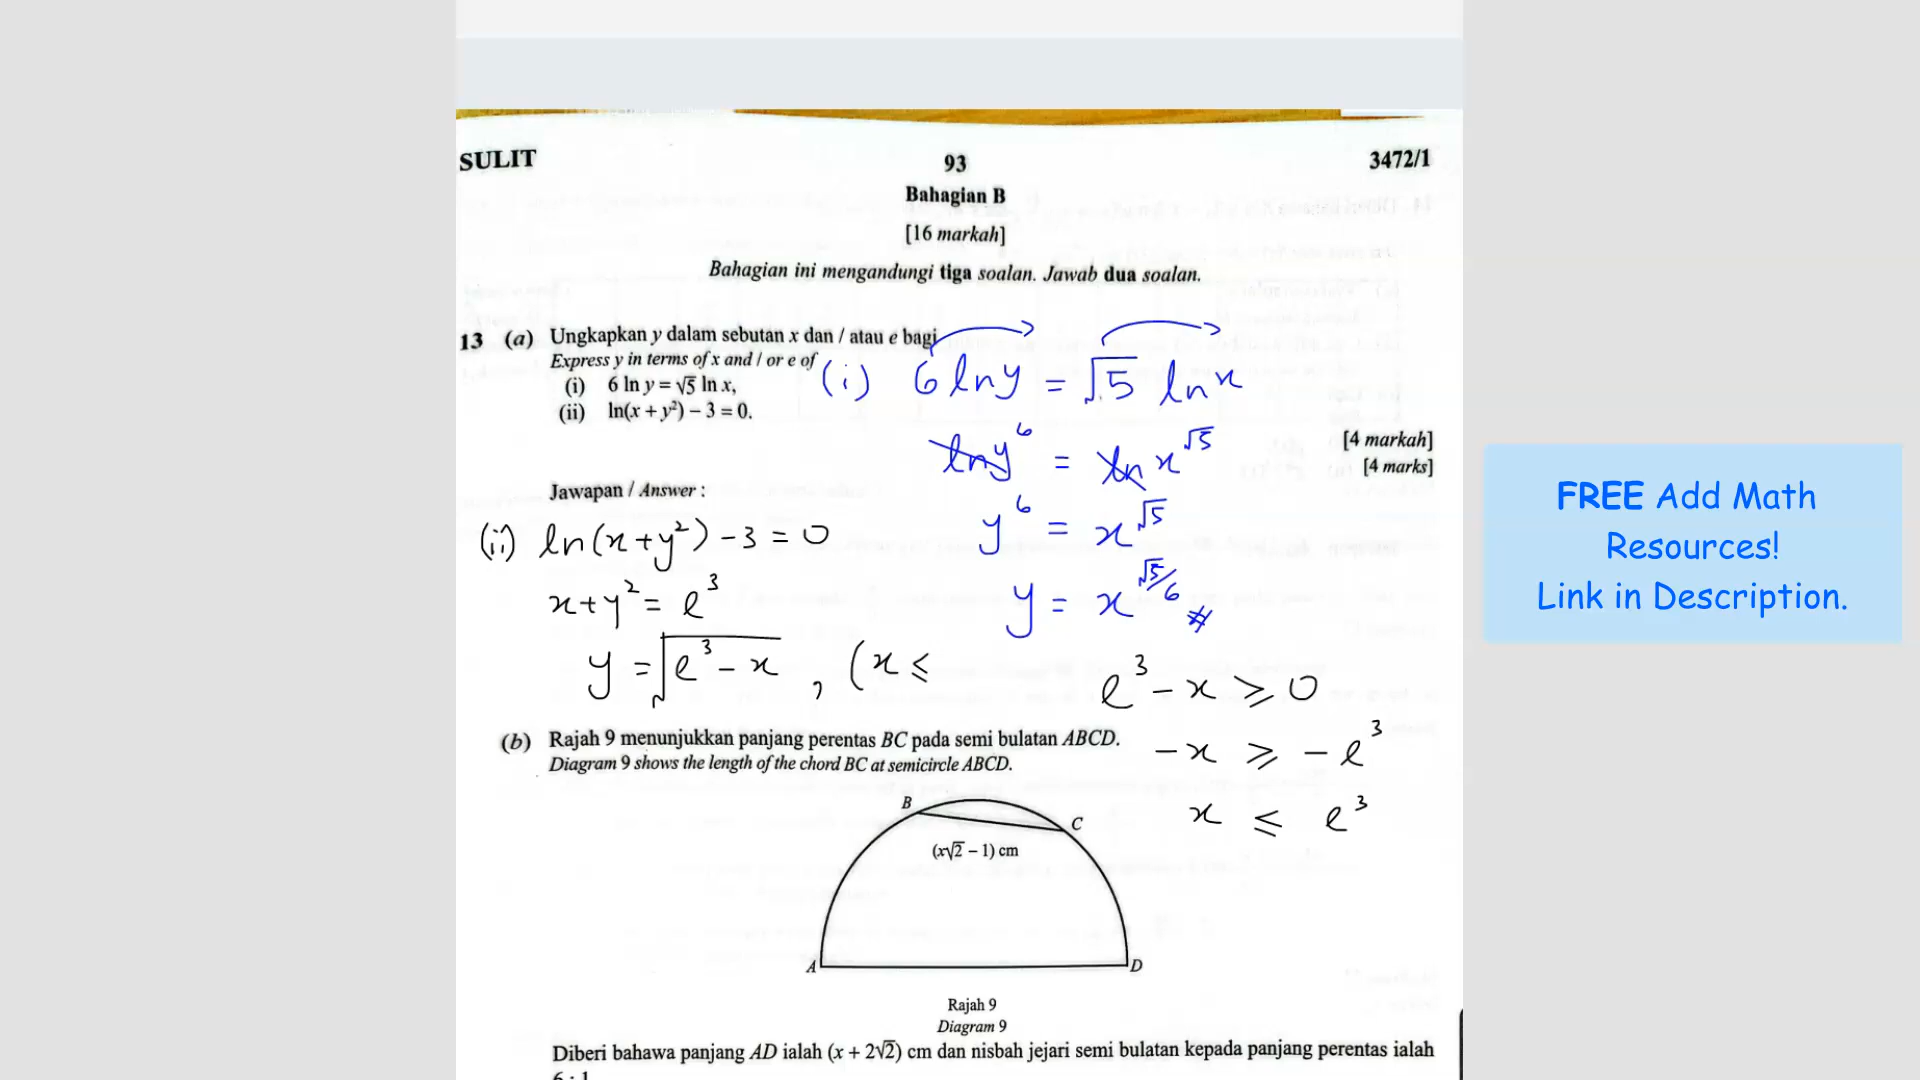 SULIT
93
3472/1
Bahagian B
[16 markah]
Bahagian ini mengandungi tiga soalan. Jawab dua soalan.
13 (a) Ungkapkan y dalam sebutan x dan / atau e bagi
Express y in terms of x and / or e of
(i) 6 ln y = √5 ln x,
(ii) ln(x + y²) − 3 = 0.
[4 markah]
[4 marks]
(i) 6 ln y = √5 ln x
ln y^6 = ln x^√5
y^6 = x^√5
y = x^√5/6 #
Jawapan / Answer :
(ii) ln(x + y²) − 3 = 0
x + y² = e³
y = √(e³ − x) , (x ≤
e³ − x ≥ 0
−x ≥ −e³
x ≤ e³
(b) Rajah 9 menunjukkan panjang perentas BC pada semi bulatan ABCD.
Diagram 9 shows the length of the chord BC at semicircle ABCD.
B
C
(x√2 − 1) cm
A
D
Rajah 9
Diagram 9
Diberi bahawa panjang AD ialah (x + 2√2) cm dan nisbah jejari semi bulatan kepada panjang perentas ialah
6 : 1
FREE Add Math
Resources!
Link in Description.